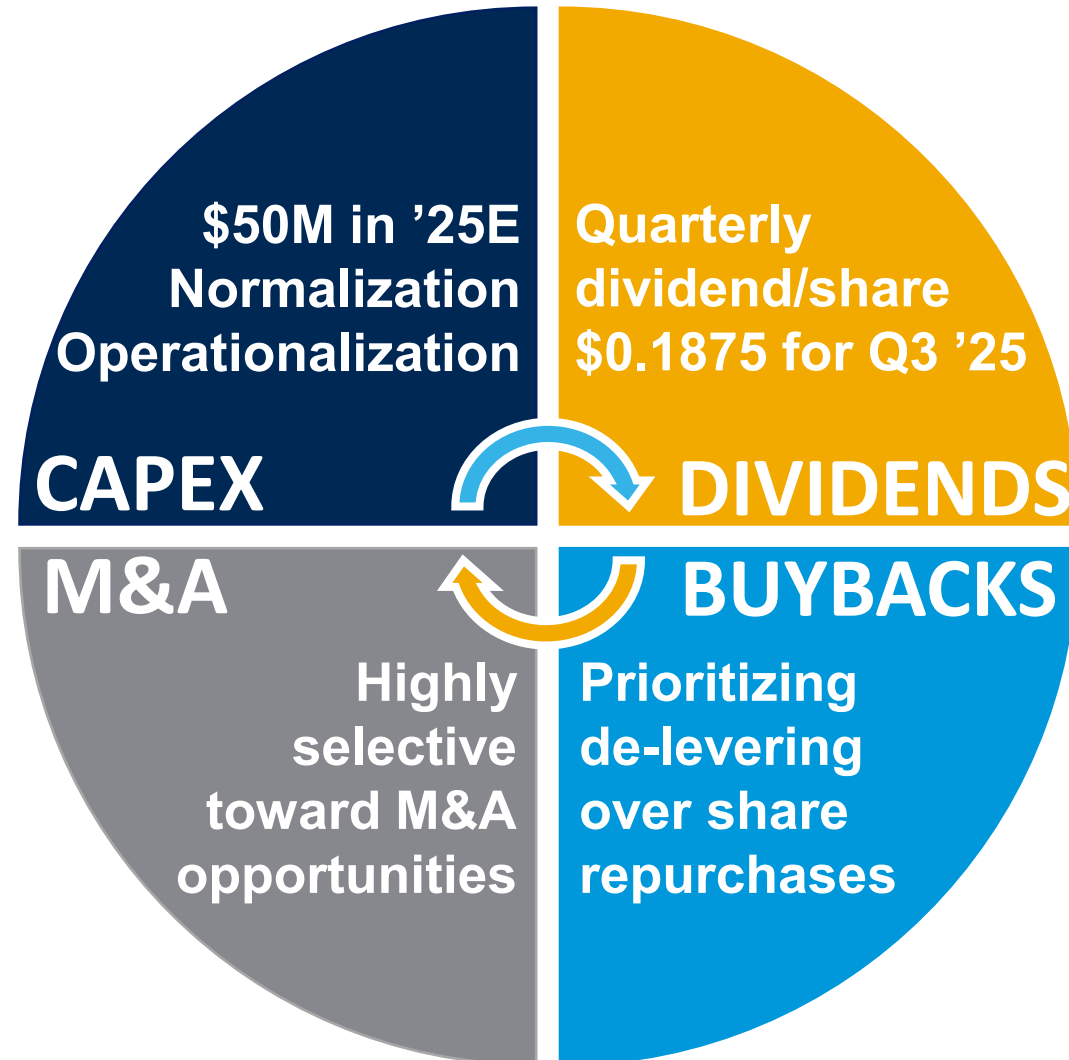 $50M in ’25E
Normalization
Operationalization
CAPEX
Quarterly
dividend/share
$0.1875 for Q3 ’25
DIVIDENDS
M&A
Highly
selective
toward M&A
opportunities
BUYBACKS
Prioritizing
de-levering
over share
repurchases